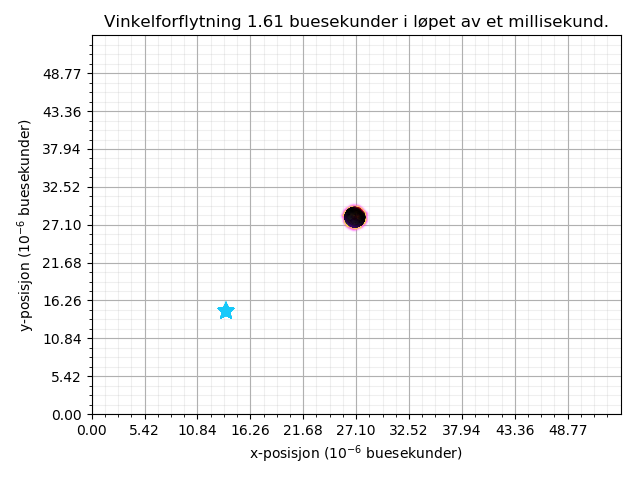 Vinkelforflytning 1.61 buesekunder i løpet av et millisekund.
48.77
43.36
37.94
32.52
27.10
21.68
16.26
10.84
5.42
0.00
y-posisjon (10⁻⁶ buesekunder)
0.00 5.42 10.84 16.26 21.68 27.10 32.52 37.94 43.36 48.77
x-posisjon (10⁻⁶ buesekunder)